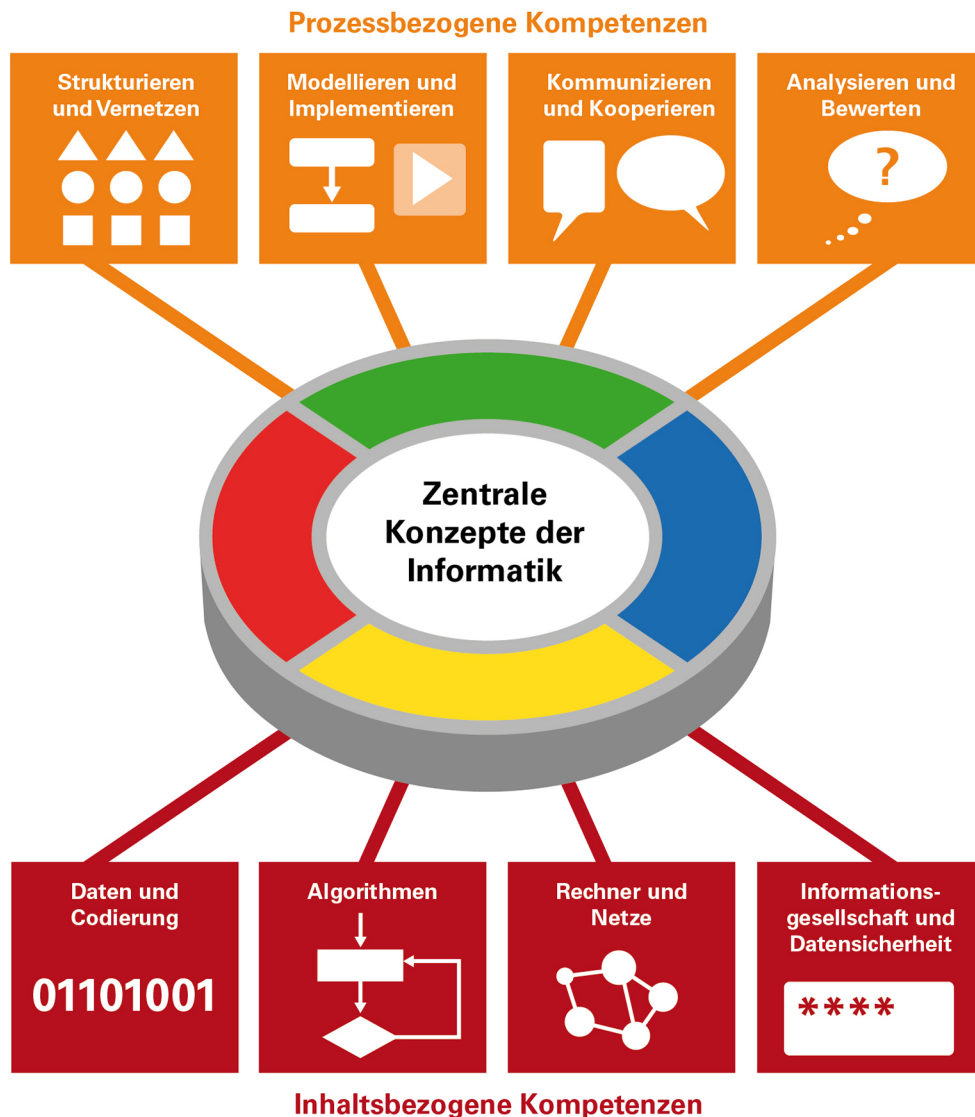 Prozessbezogene Kompetenzen
Strukturieren
und Vernetzen
Modellieren und
Implementieren
Kommunizieren
und Kooperieren
Analysieren und
Bewerten
?
Zentrale
Konzepte der
Informatik
Daten und
Codierung
01101001
Algorithmen
Rechner und
Netze
Informations-
gesellschaft und
Datensicherheit
****
Inhaltsbezogene Kompetenzen